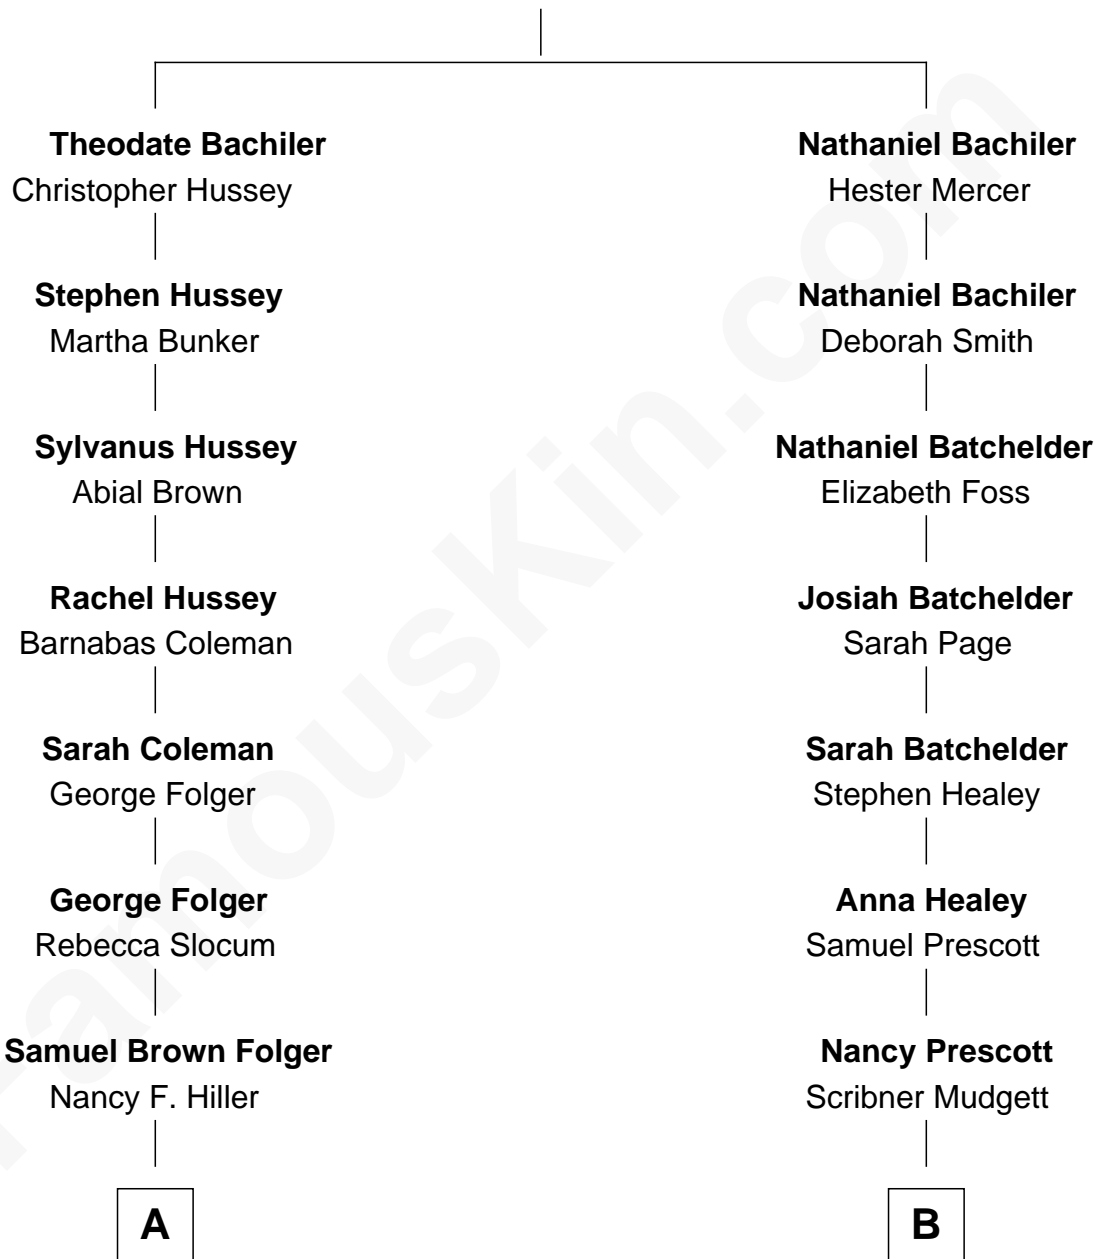 Theodate Bachiler
Christopher Hussey
Stephen Hussey
Martha Bunker
Sylvanus Hussey
Abial Brown
Rachel Hussey
Barnabas Coleman
Sarah Coleman
George Folger
George Folger
Rebecca Slocum
Samuel Brown Folger
Nancy F. Hiller
A
Nathaniel Bachiler
Hester Mercer
Nathaniel Bachiler
Deborah Smith
Nathaniel Batchelder
Elizabeth Foss
Josiah Batchelder
Sarah Page
Sarah Batchelder
Stephen Healey
Anna Healey
Samuel Prescott
Nancy Prescott
Scribner Mudgett
B
FamousKin.com